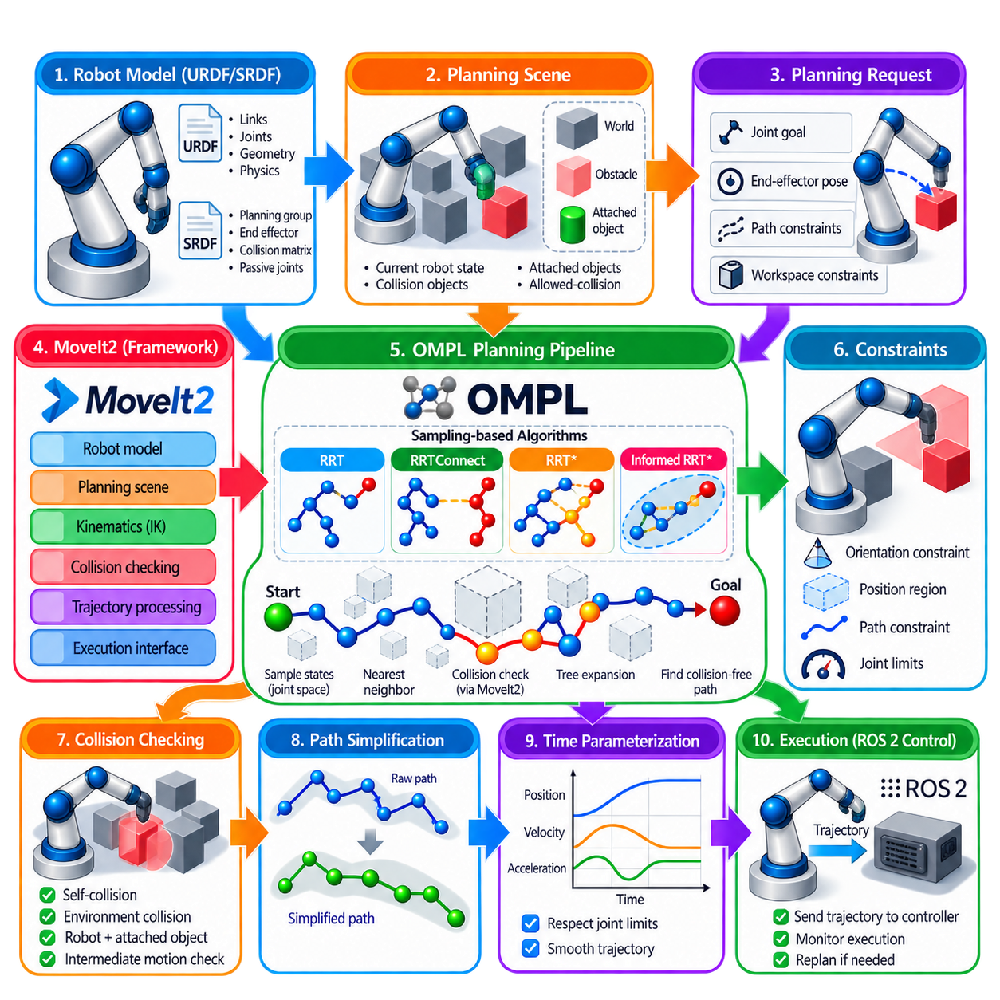 1. Robot Model (URDF/SRDF)
URDF
• Links
• Joints
• Geometry
• Physics
SRDF
• Planning group
• End effector
• Collision matrix
• Passive joints
2. Planning Scene
World
Obstacle
Attached
object
• Current robot state
• Collision objects
• Attached objects
• Allowed-collision
3. Planning Request
Joint goal
End-effector pose
Path constraints
Workspace constraints
4. MoveIt2 (Framework)
MoveIt2
Robot model
Planning scene
Kinematics (IK)
Collision checking
Trajectory processing
Execution interface
5. OMPL Planning Pipeline
OMPL
Sampling-based Algorithms
RRT
RRTConnect
RRT*
Informed RRT*
Start
Goal
Sample states
(joint space)
Nearest
neighbor
Collision check
(via MoveIt2)
Tree expansion
Find collision-free
path
6. Constraints
Orientation constraint
Position region
Path constraint
Joint limits
7. Collision Checking
Self-collision
Environment collision
Robot + attached object
Intermediate motion check
8. Path Simplification
Raw path
Simplified path
9. Time Parameterization
Position
Velocity
Acceleration
Time
Respect joint limits
Smooth trajectory
10. Execution (ROS 2 Control)
ROS 2
Trajectory
Send trajectory to controller
Monitor execution
Replan if needed